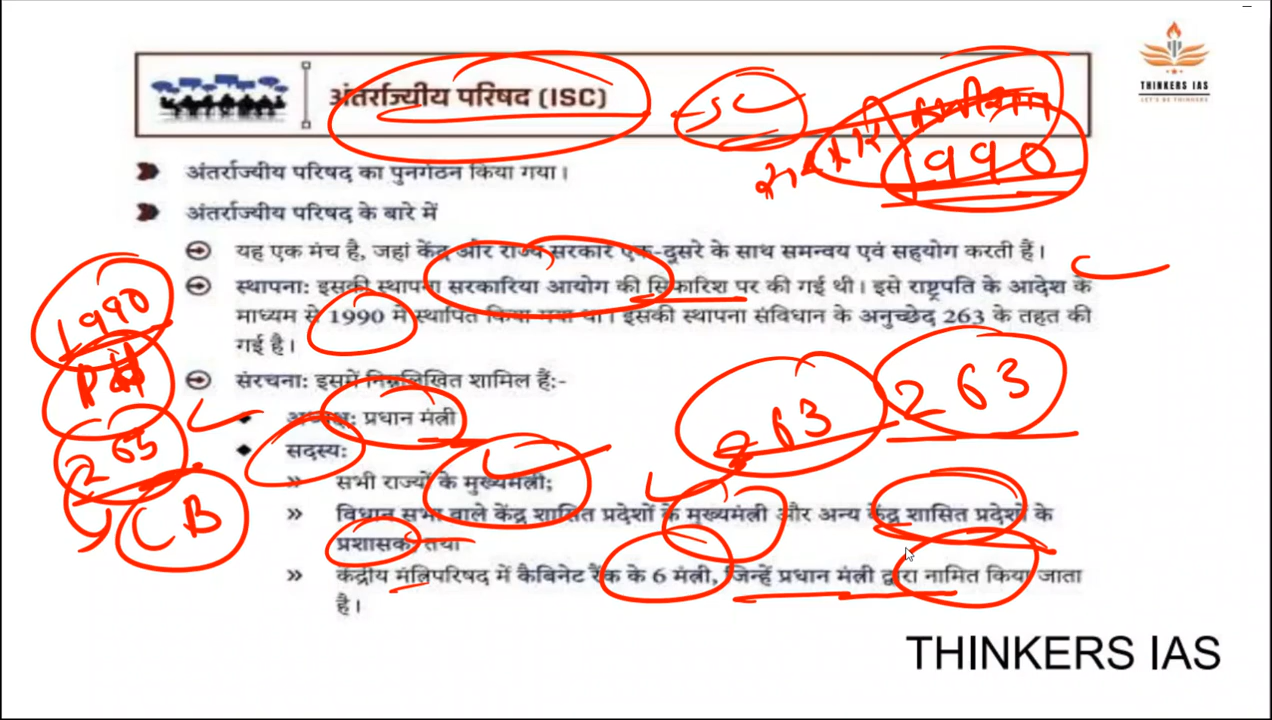 THINKERS IAS
LET'S BE THINKERS
अंतर्राज्यीय परिषद (ISC)
SC
1990
अंतर्राज्यीय परिषद का पुनर्गठन किया गया।
अंतर्राज्यीय परिषद के बारे में
यह एक मंच है, जहां केंद्र और राज्य सरकारें एक-दूसरे के साथ समन्वय एवं सहयोग करती हैं।
स्थापना: इसकी स्थापना सरकारिया आयोग की सिफारिश पर की गई थी। इसे राष्ट्रपति के आदेश के
माध्यम से 1990 में स्थापित किया गया था। इसकी स्थापना संविधान के अनुच्छेद 263 के तहत की
गई है।
1990
संरचना: इसमें निम्नलिखित शामिल हैं:-
263
263
अध्यक्ष: प्रधान मंत्री
सदस्य:
263
सभी राज्यों के मुख्यमंत्री;
CB
विधान सभा वाले केंद्र शासित प्रदेशों के मुख्यमंत्री और अन्य केंद्र शासित प्रदेशों के
प्रशासक; तथा
केंद्रीय मंत्रिपरिषद में कैबिनेट रैंक के 6 मंत्री, जिन्हें प्रधान मंत्री द्वारा नामित किया जाता
है।
THINKERS IAS